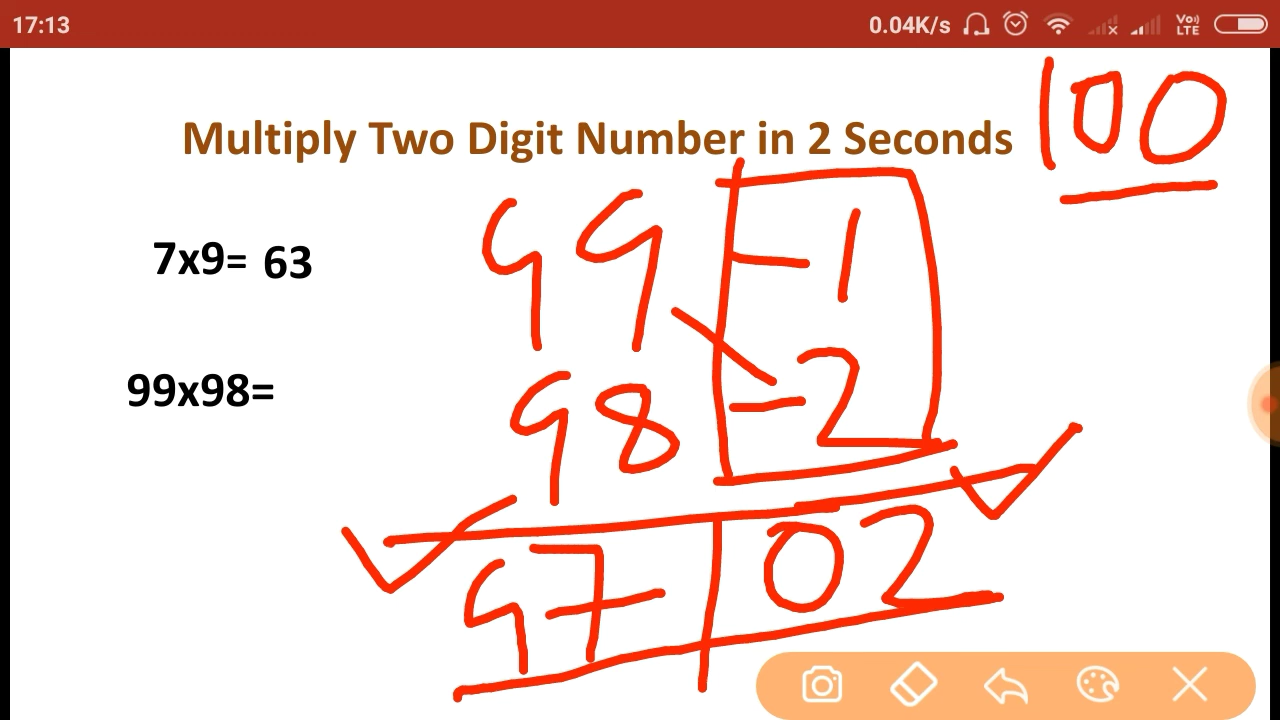 17:13 0.04K/s Vo) LTE
100
Multiply Two Digit Number in 2 Seconds
99 -1
7x9= 63
98 -2
99x98=
97 02